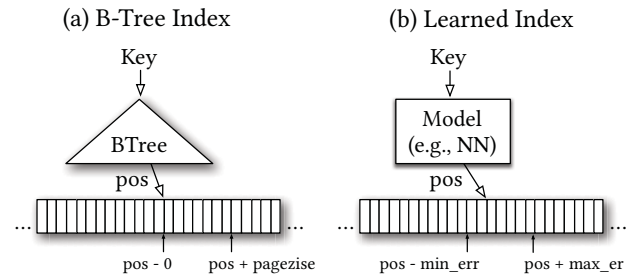 (a) B-Tree Index
Key
BTree
pos
... ...
pos - 0 pos + pagezise
(b) Learned Index
Key
Model
(e.g., NN)
pos
... ...
pos - min_err pos + max_er